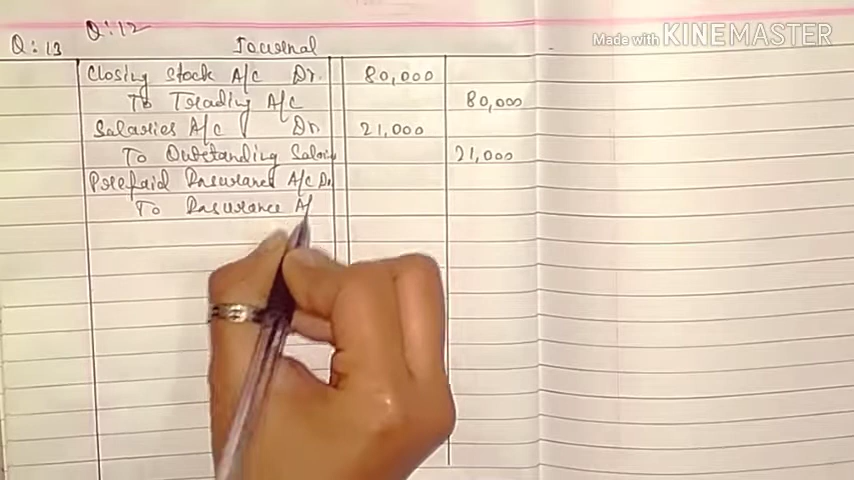 Made with KINEMASTER
Q:12
Q:13 Journal
Closing Stock A/C Dr. 80,000
To Trading A/C 80,000
Salaries A/C Dr. 21,000
To Outstanding Salaries 21,000
Prepaid Insurance A/C Dr.
To Insurance A/